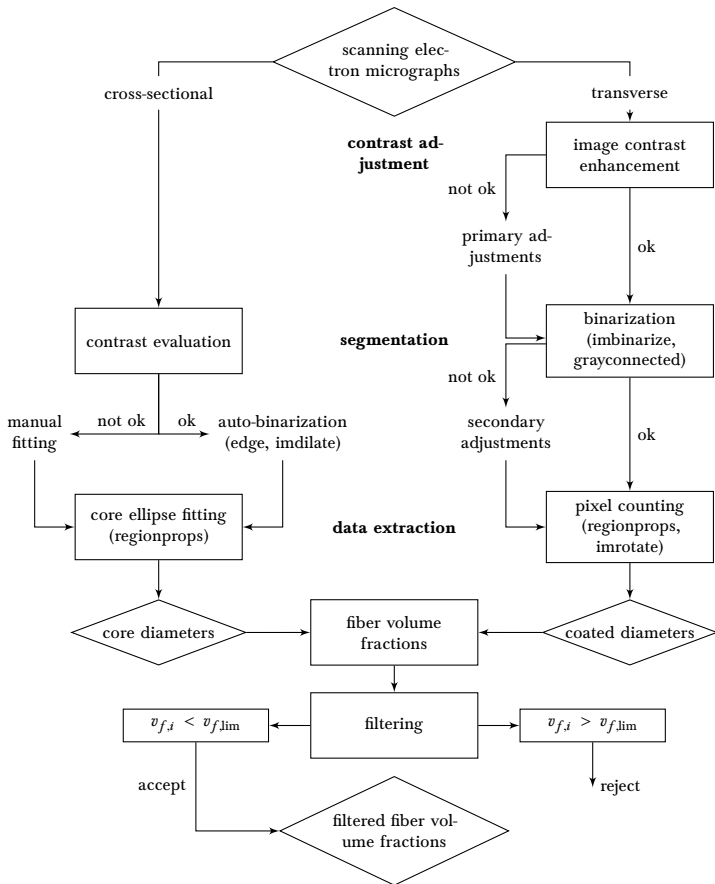 scanning elec-
tron micrographs
cross-sectional
transverse
contrast ad-
justment
image contrast
enhancement
not ok
primary ad-
justments
ok
contrast evaluation
segmentation
binarization
(imbinarize,
grayconnected)
not ok
manual
fitting
not ok
ok
auto-binarization
(edge, imdilate)
secondary
adjustments
ok
core ellipse fitting
(regionprops)
data extraction
pixel counting
(regionprops,
imrotate)
core diameters
fiber volume
fractions
coated diameters
v_{f,i} < v_{f,lim}
filtering
v_{f,i} > v_{f,lim}
accept
reject
filtered fiber vol-
ume fractions